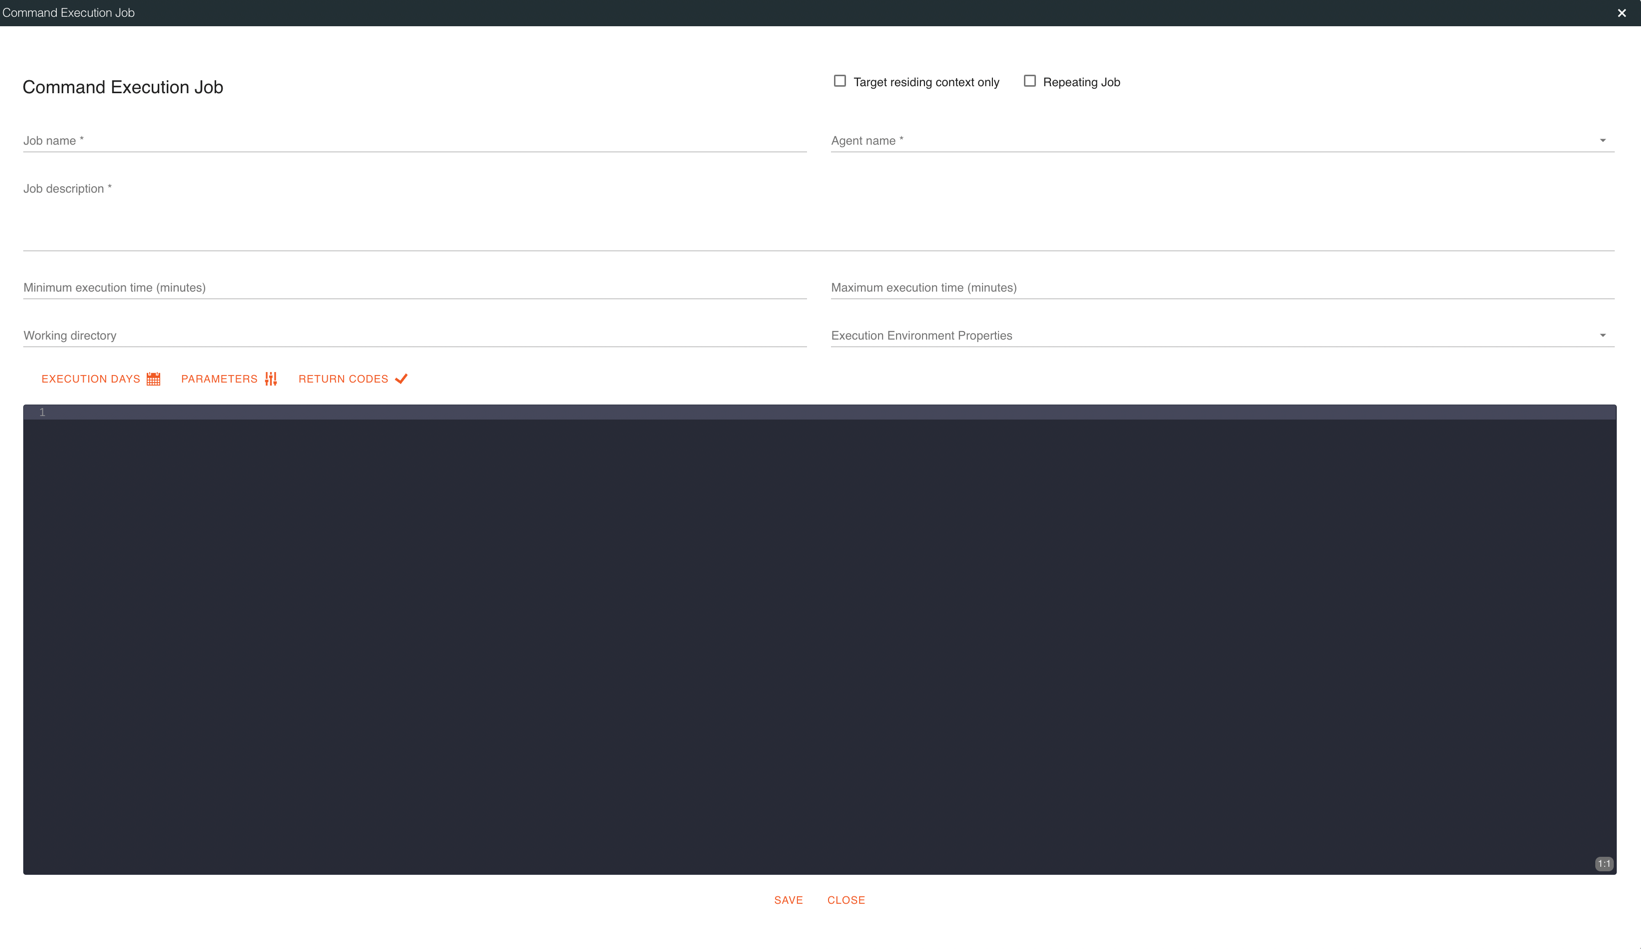 Command Execution Job
Command Execution Job
Target residing context only Repeating Job
Job name * Agent name *
Job description *
Minimum execution time (minutes) Maximum execution time (minutes)
Working directory Execution Environment Properties
EXECUTION DAYS PARAMETERS RETURN CODES
1
1:1
SAVE CLOSE